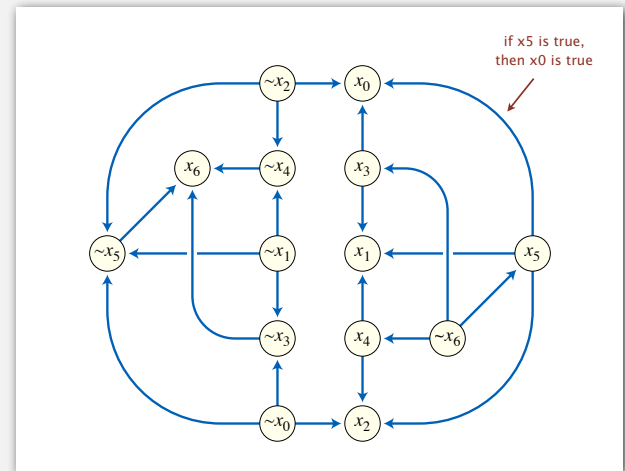 if x5 is true,
then x0 is true
~x2
x0
x6
~x4
x3
~x5
~x1
x1
x5
~x3
x4
~x6
~x0
x2